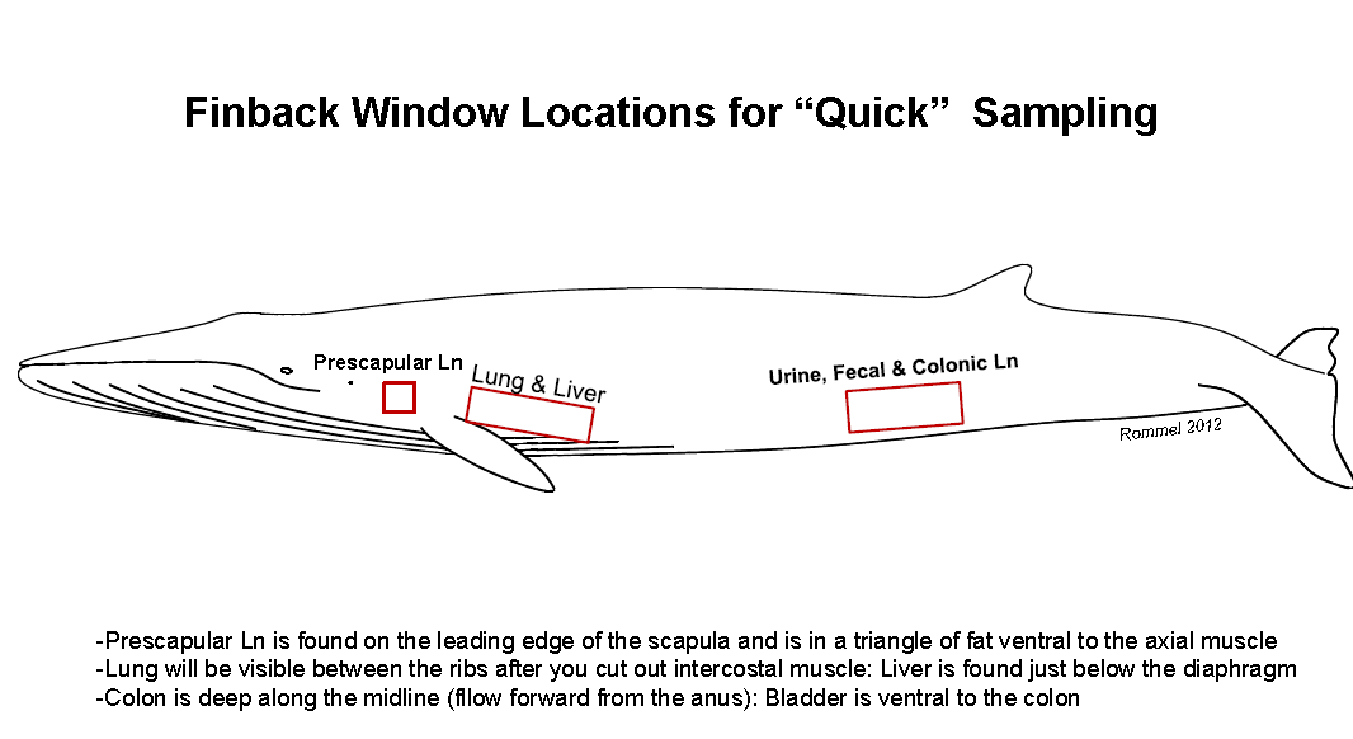 Finback Window Locations for “Quick” Sampling
Prescapular Ln
Lung & Liver
Urine, Fecal & Colonic Ln
Rommel 2012
-Prescapular Ln is found on the leading edge of the scapula and is in a triangle of fat ventral to the axial muscle
-Lung will be visible between the ribs after you cut out intercostal muscle: Liver is found just below the diaphragm
-Colon is deep along the midline (fllow forward from the anus): Bladder is ventral to the colon